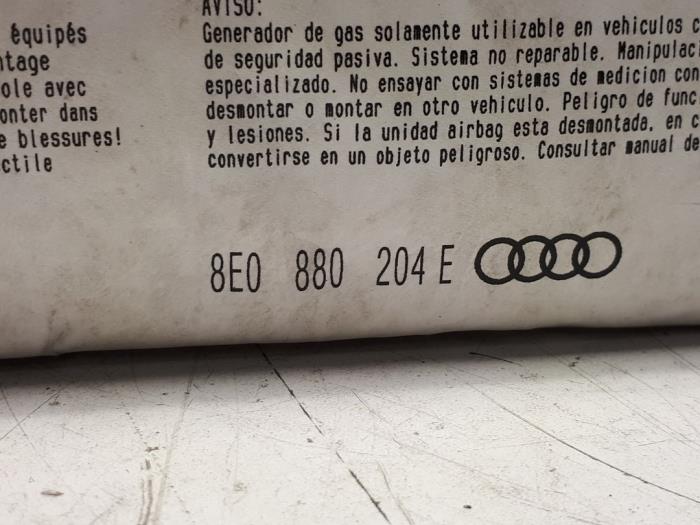 équipés
ntage
ole avec
onter dans
e blessures!
ctile
AVISO:
Generador de gas solamente utilizable en vehiculos c
de seguridad pasiva. Sistema no reparable. Manipulaci
especializado. No ensayar con sistemas de medicion con
desmontar o montar en otro vehiculo. Peligro de func
y lesiones. Si la unidad airbag esta desmontada, en c
convertirse en un objeto peligroso. Consultar manual de
8E0 880 204 E